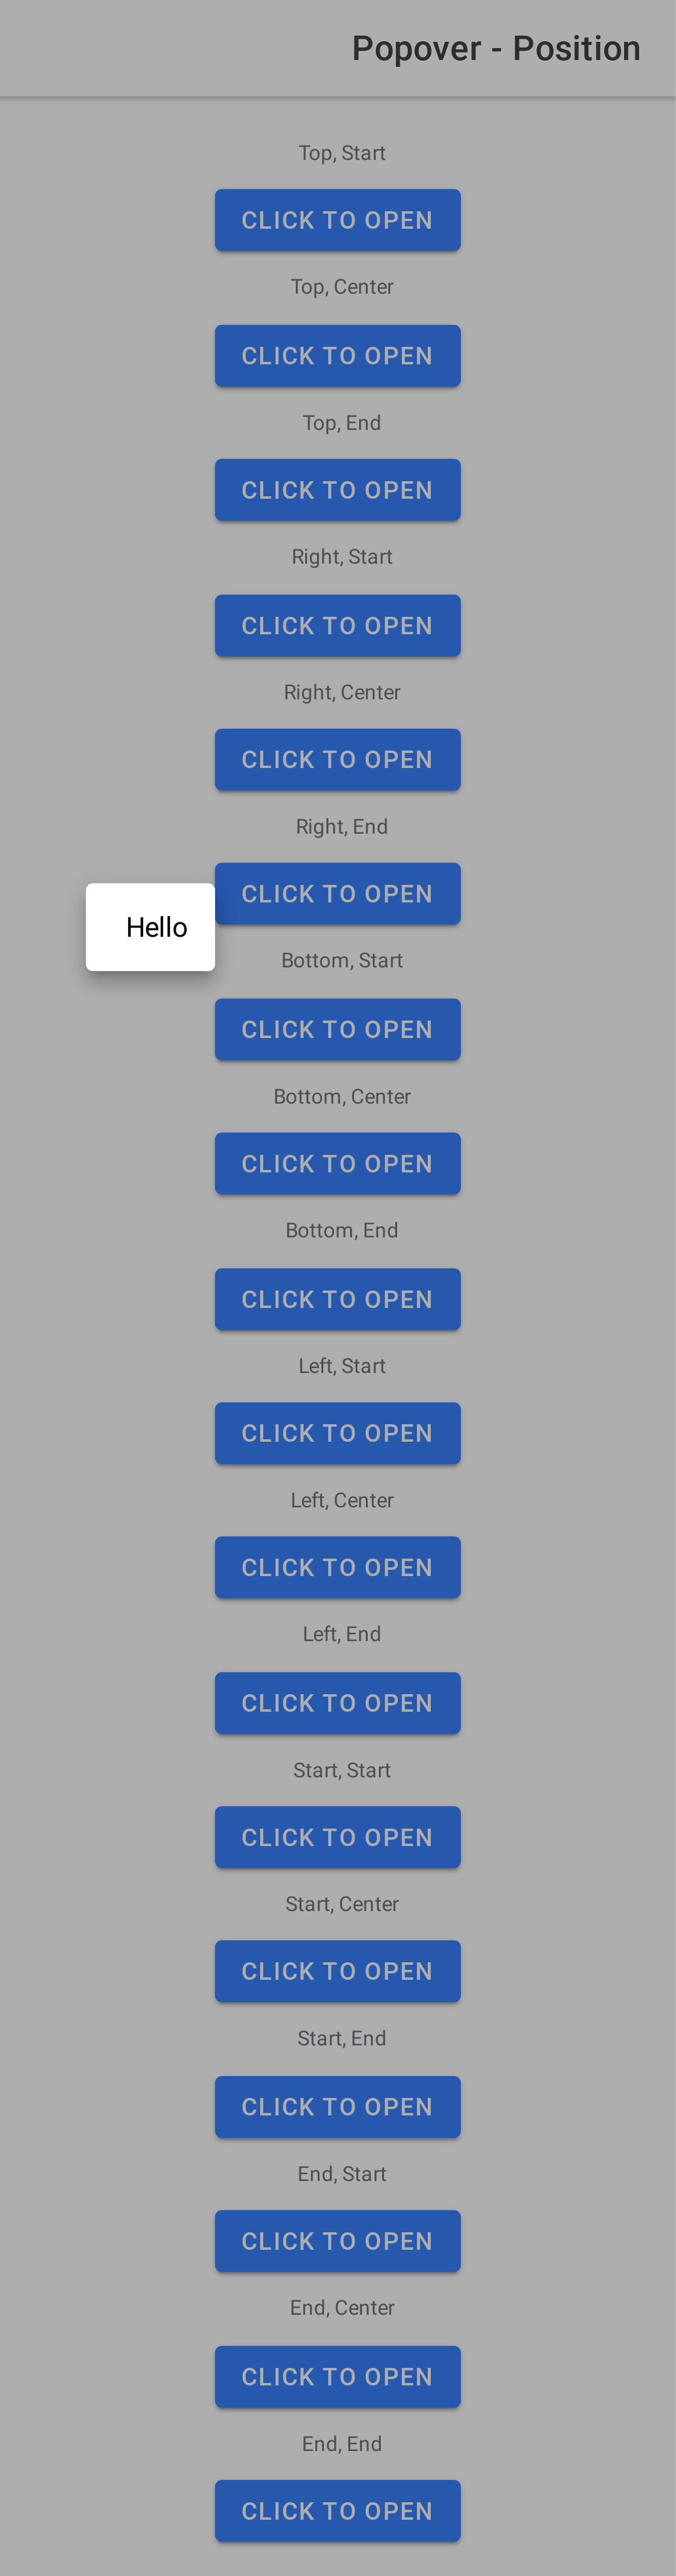 Popover - Position
Top, Start
CLICK TO OPEN
Top, Center
CLICK TO OPEN
Top, End
CLICK TO OPEN
Right, Start
CLICK TO OPEN
Right, Center
CLICK TO OPEN
Right, End
CLICK TO OPEN
Hello
Bottom, Start
CLICK TO OPEN
Bottom, Center
CLICK TO OPEN
Bottom, End
CLICK TO OPEN
Left, Start
CLICK TO OPEN
Left, Center
CLICK TO OPEN
Left, End
CLICK TO OPEN
Start, Start
CLICK TO OPEN
Start, Center
CLICK TO OPEN
Start, End
CLICK TO OPEN
End, Start
CLICK TO OPEN
End, Center
CLICK TO OPEN
End, End
CLICK TO OPEN